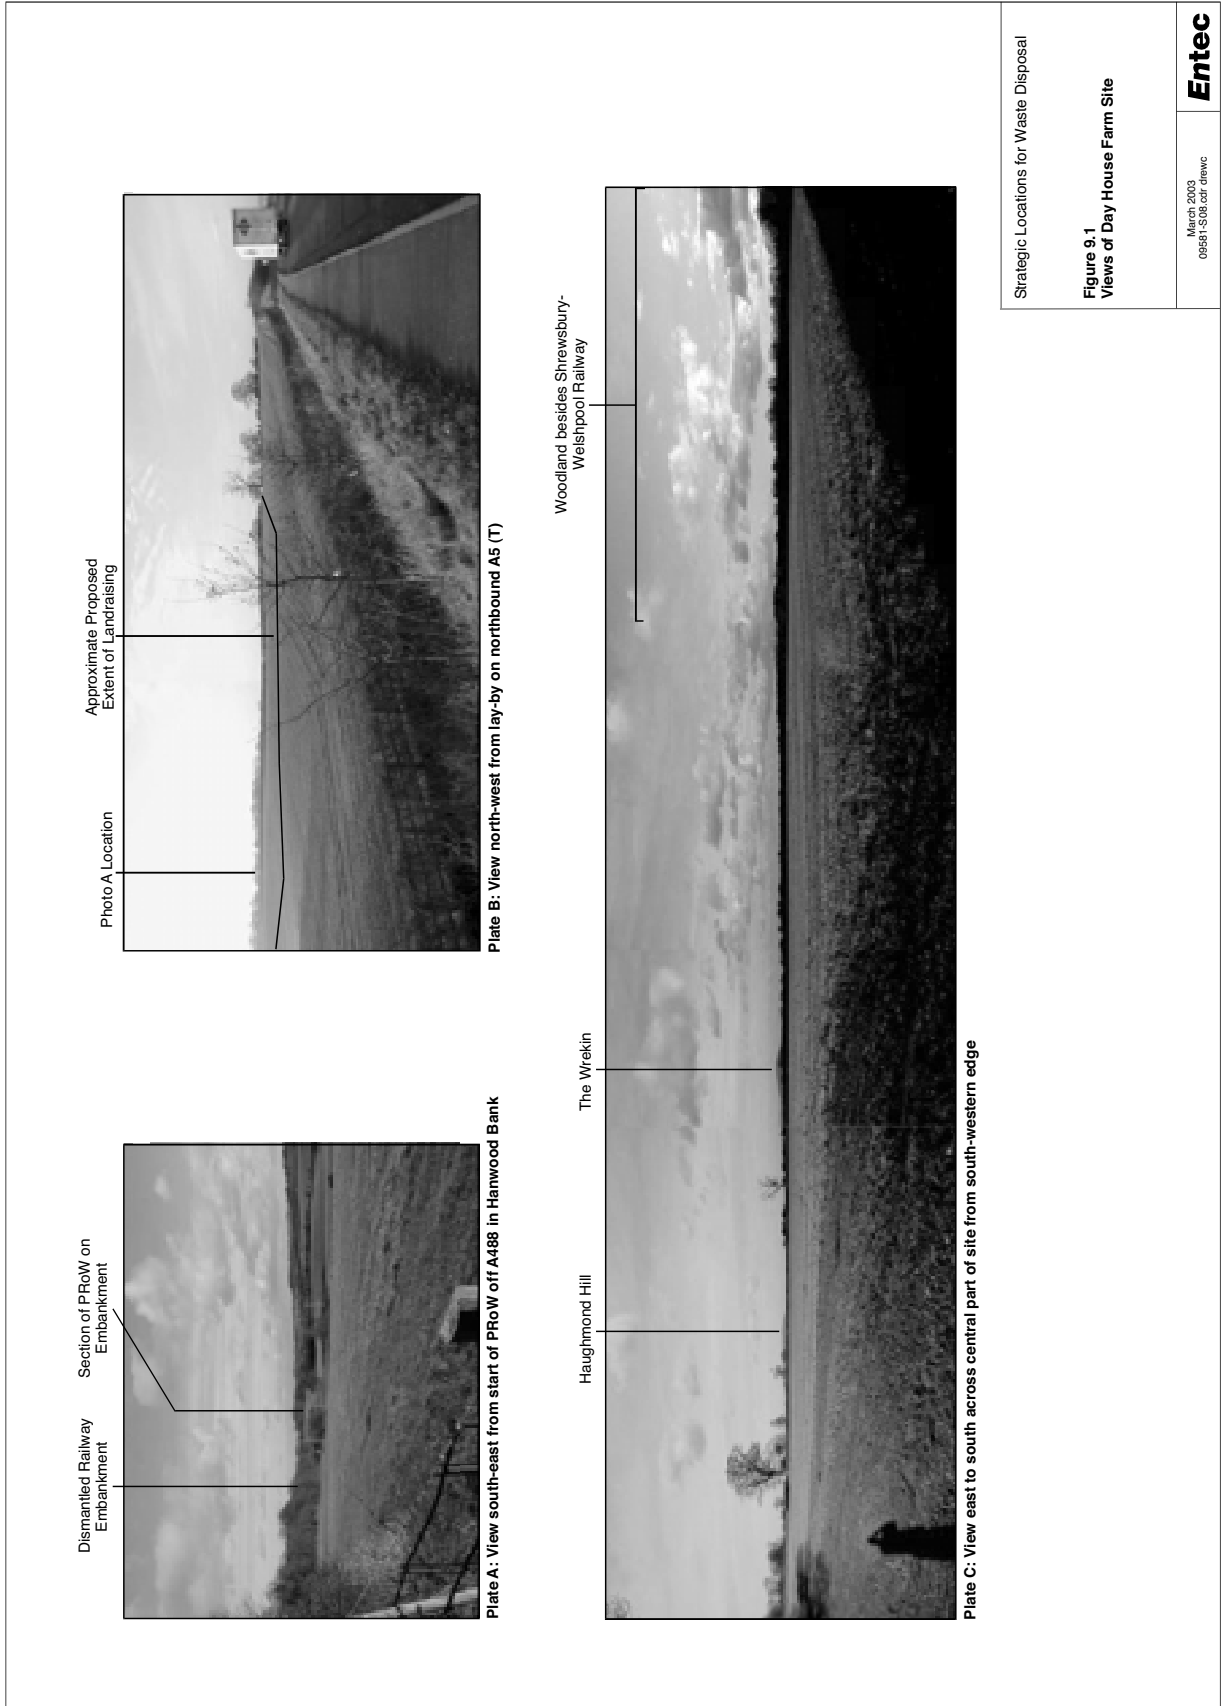 Dismantled Railway
Embankment
Section of PRoW on
Embankment
Plate A: View south-east from start of PRoW off A488 in Hanwood Bank
Photo A Location
Approximate Proposed
Extent of Landraising
Plate B: View north-west from lay-by on northbound A5 (T)
Haughmond Hill
The Wrekin
Woodland besides Shrewsbury-
Welshpool Railway
Plate C: View east to south across central part of site from south-western edge
Strategic Locations for Waste Disposal
Figure 9.1
Views of Day House Farm Site
March 2003
09581-S08.cdr drewc
Entec